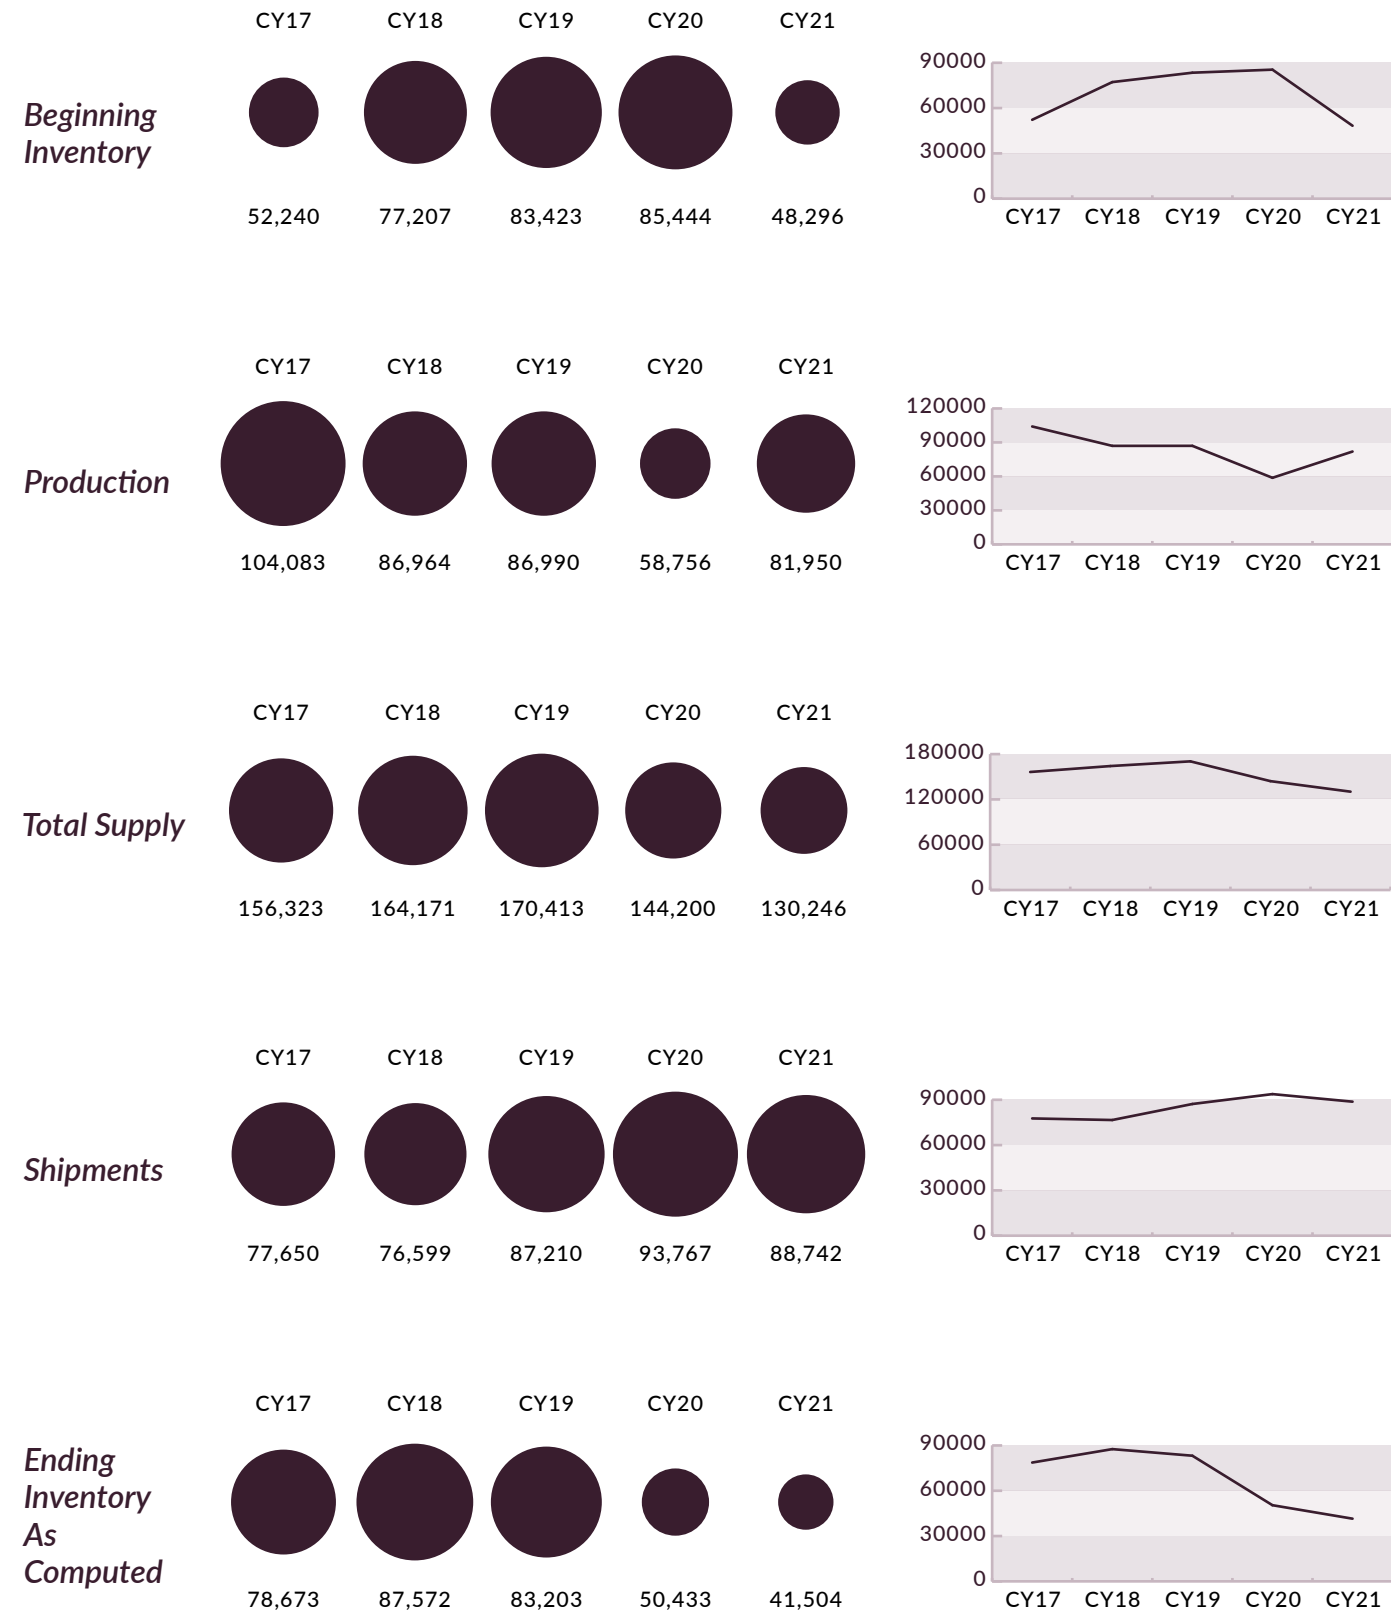 CY17 CY18 CY19 CY20 CY21
Beginning
Inventory
52,240 77,207 83,423 85,444 48,296
90000
60000
30000
0
CY17 CY18 CY19 CY20 CY21
CY17 CY18 CY19 CY20 CY21
Production
104,083 86,964 86,990 58,756 81,950
120000
90000
60000
30000
0
CY17 CY18 CY19 CY20 CY21
CY17 CY18 CY19 CY20 CY21
Total Supply
156,323 164,171 170,413 144,200 130,246
180000
120000
60000
0
CY17 CY18 CY19 CY20 CY21
CY17 CY18 CY19 CY20 CY21
Shipments
77,650 76,599 87,210 93,767 88,742
90000
60000
30000
0
CY17 CY18 CY19 CY20 CY21
CY17 CY18 CY19 CY20 CY21
Ending
Inventory
As
Computed
78,673 87,572 83,203 50,433 41,504
90000
60000
30000
0
CY17 CY18 CY19 CY20 CY21